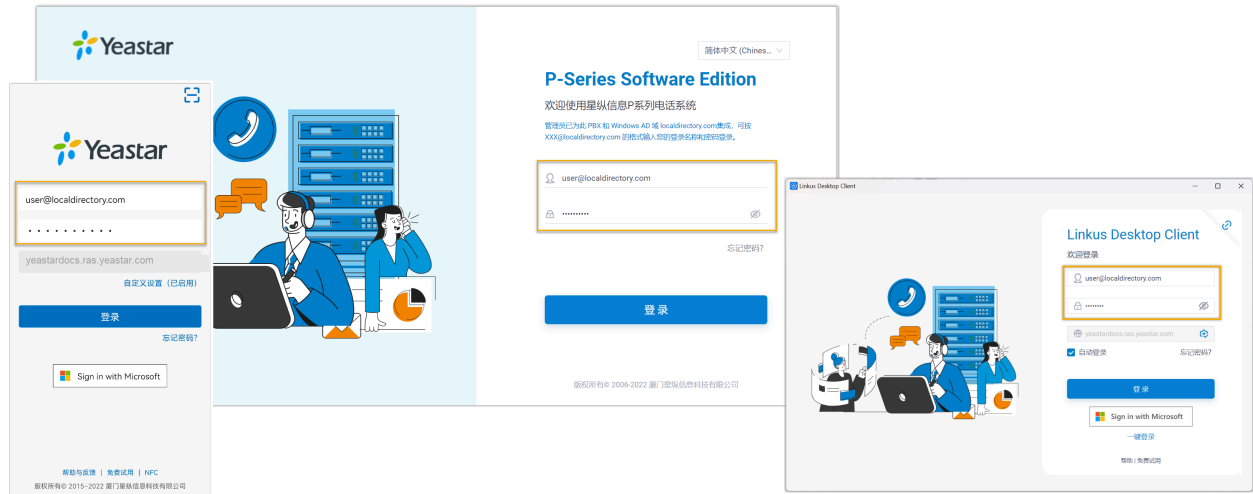 Yeastar
user@localdirectory.com
yeastardocs.ras.yeastar.com
自定义设置（已启用）
登录
忘记密码?
Sign in with Microsoft
帮助与反馈 | 免费试用 | NFC
版权所有© 2015-2022 厦门星纵信息科技有限公司
Yeastar
简体中文 (Chines...
P-Series Software Edition
欢迎使用星纵信息P系列电话系统
管理员已为此 PBX 和 Windows AD 域 localdirectory.com集成，可按
XXX@localdirectory.com 的格式输入您的登录名称和密码登录。
user@localdirectory.com
忘记密码?
登录
版权所有© 2006-2022 厦门星纵信息科技有限公司
Linkus Desktop Client
Linkus Desktop Client
欢迎登录
user@localdirectory.com
yeastardocs.ras.yeastar.com
自动登录 忘记密码?
登录
Sign in with Microsoft
一键登录
帮助 | 免费试用